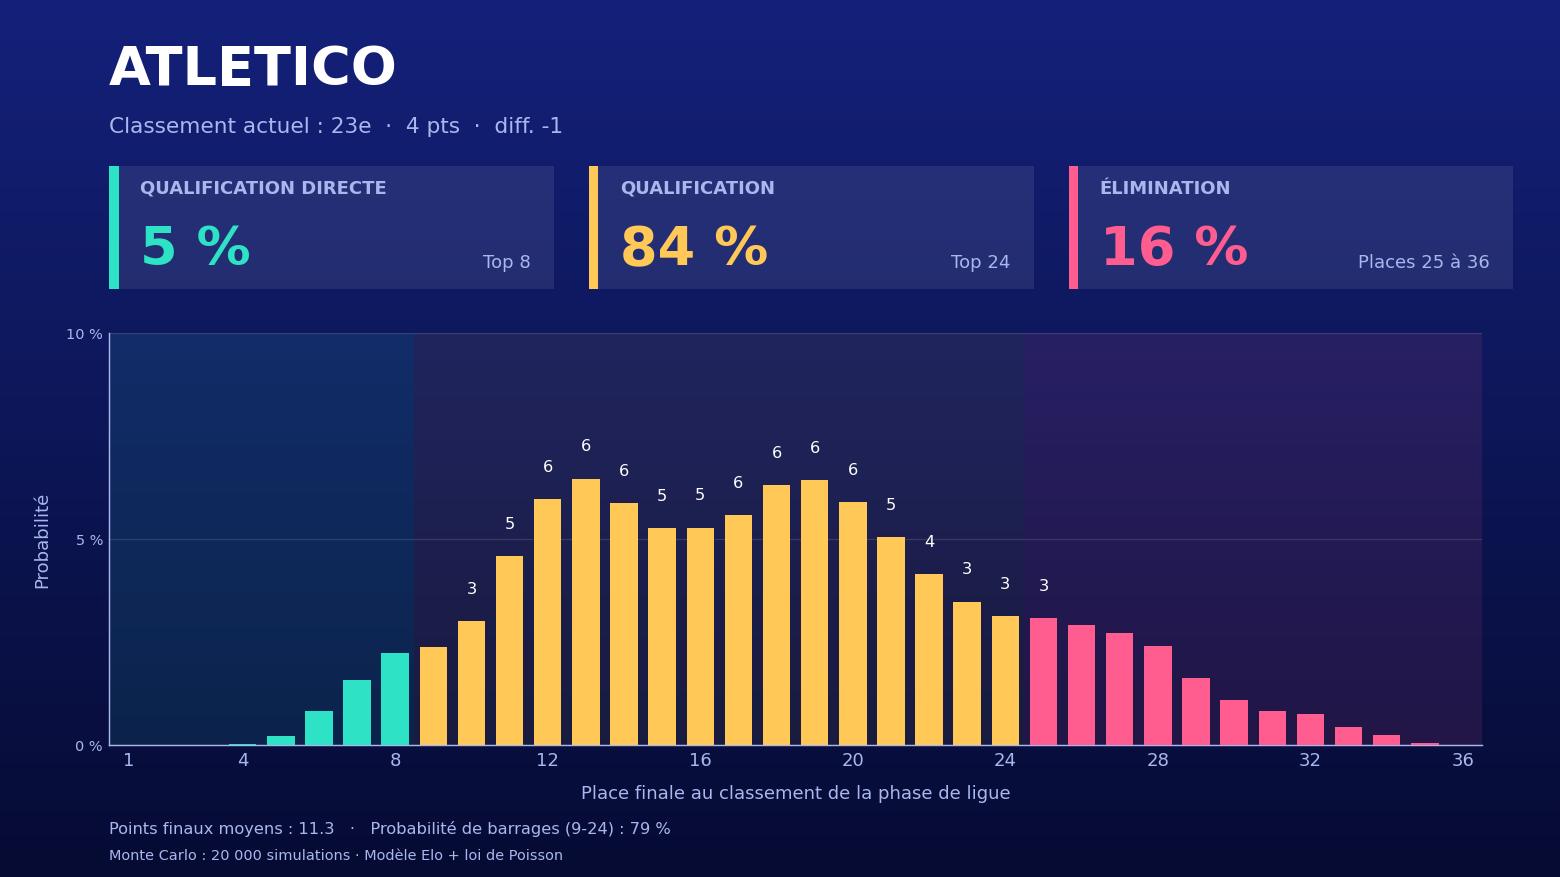 ATLETICO
Classement actuel : 23e · 4 pts · diff. -1
QUALIFICATION DIRECTE
5 %
Top 8
QUALIFICATION
84 %
Top 24
ÉLIMINATION
16 %
Places 25 à 36
Probabilité
10 %
5 %
0 %
3 5 6 6 6 5 5 6 6 6 6 5 4 3 3 3
1 4 8 12 16 20 24 28 32 36
Place finale au classement de la phase de ligue
Points finaux moyens : 11.3 · Probabilité de barrages (9-24) : 79 %
Monte Carlo : 20 000 simulations · Modèle Elo + loi de Poisson